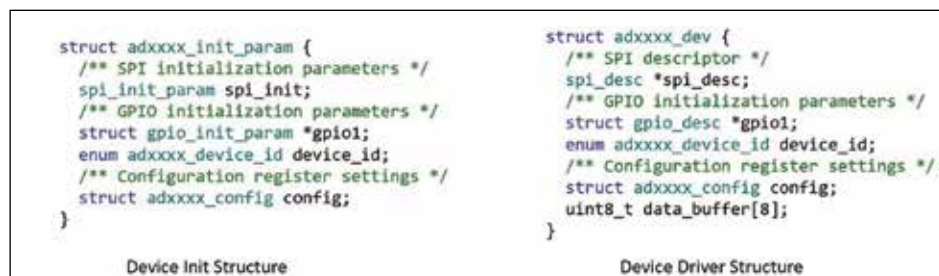 struct adxxxx_init_param {
/** SPI initialization parameters */
spi_init_param spi_init;
/** GPIO initialization parameters */
struct gpio_init_param *gpio1;
enum adxxxx_device_id device_id;
/** Configuration register settings */
struct adxxxx_config config;
}
Device Init Structure
struct adxxxx_dev {
/** SPI descriptor */
spi_desc *spi_desc;
/** GPIO initialization parameters */
struct gpio_desc *gpio1;
enum adxxxx_device_id device_id;
/** Configuration register settings */
struct adxxxx_config config;
uint8_t data_buffer[8];
}
Device Driver Structure